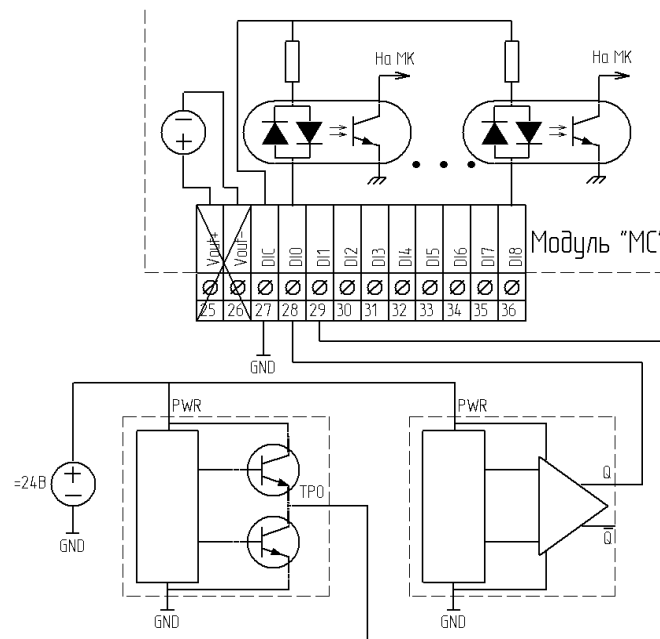 На МК
На МК
Vout+
Vout-
DIC
DI0
DI1
DI2
DI3
DI4
DI5
DI6
DI7
DI8
Модуль "МС"
25
26
27
28
29
30
31
32
33
34
35
36
GND
PWR
PWR
=24В
TPO
Q
Q̅
GND
GND
GND